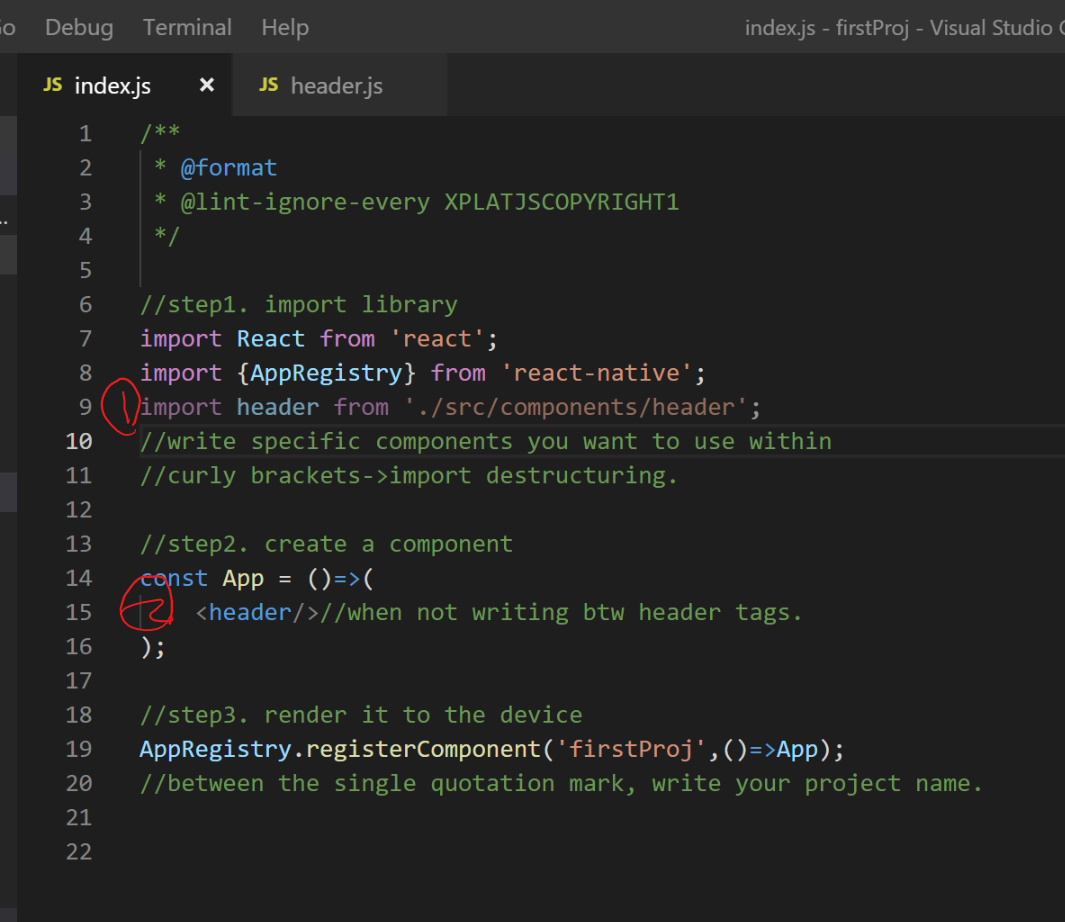 o Debug Terminal Help index.js - firstProj - Visual Studio
JS index.js × JS header.js
1 /**
2 * @format
3 * @lint-ignore-every XPLATJSCOPYRIGHT1
4 */
5
6 //step1. import library
7 import React from 'react';
8 import {AppRegistry} from 'react-native';
1
9 import header from './src/components/header';
10 //write specific components you want to use within
11 //curly brackets->import destructuring.
12
13 //step2. create a component
14 const App = ()=>(
2
15 <header/>//when not writing btw header tags.
16 );
17
18 //step3. render it to the device
19 AppRegistry.registerComponent('firstProj',()=>App);
20 //between the single quotation mark, write your project name.
21
22